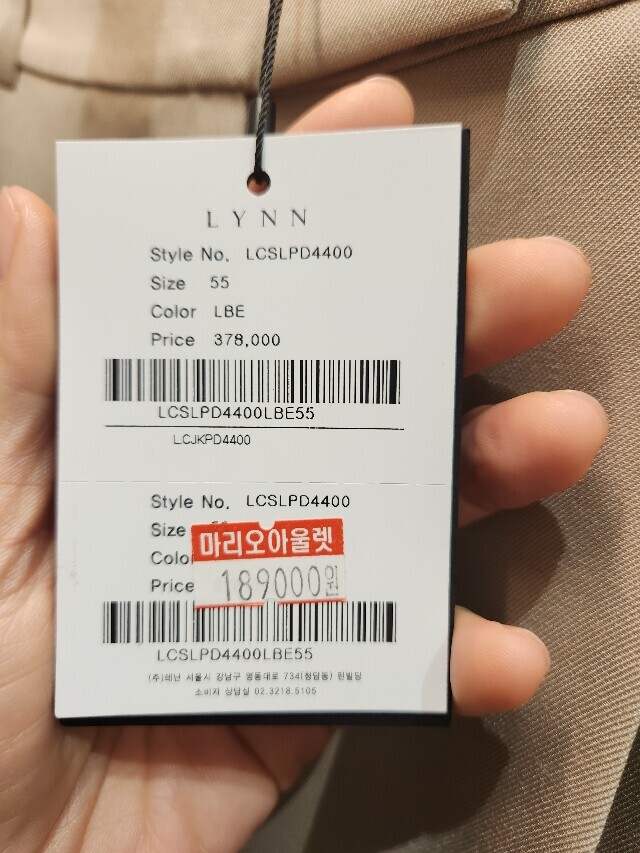 LYNN
Style No. LCSLPD4400
Size 55
Color LBE
Price 378,000
LCSLPD4400LBE55
LCJKPD4400
Style No. LCSLPD4400
Size
Color
마리오아울렛
Price 189000원
LCSLPD4400LBE55
(주)쉐난 서울시 강남구 영동대로 734(청담동) 린빌딩
소비자 상담실 02.3218.5105